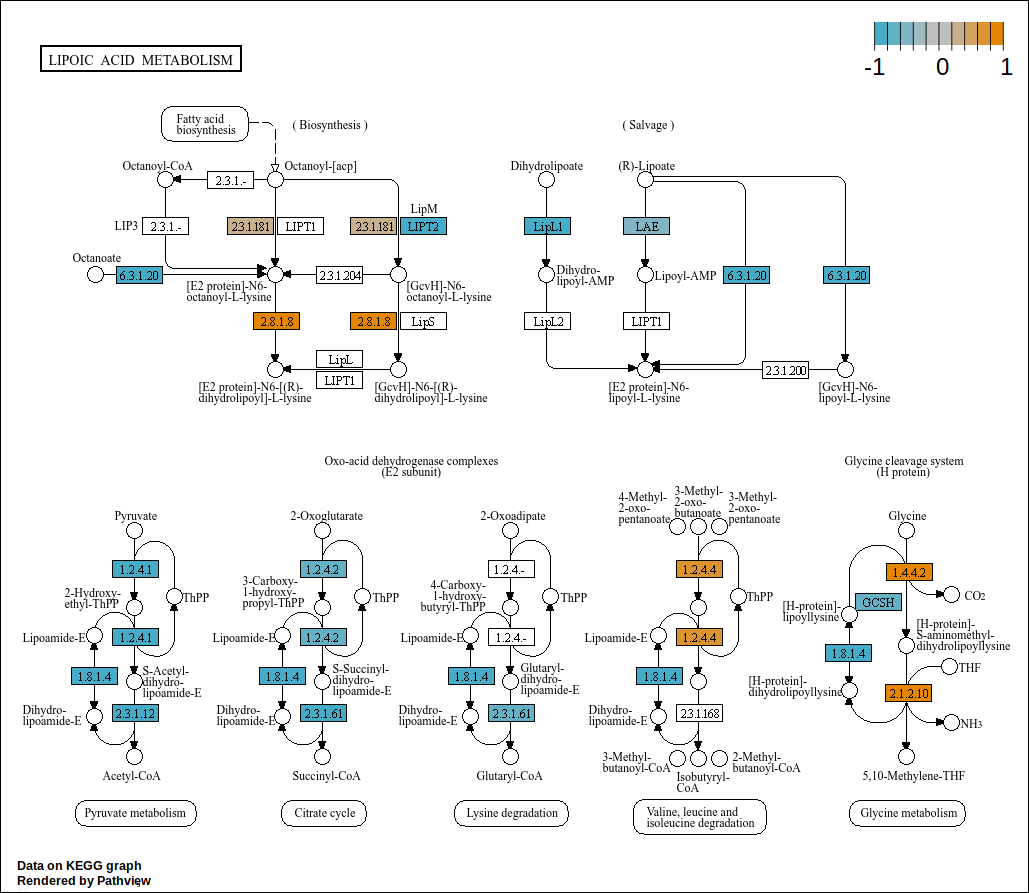 LIPOIC ACID METABOLISM
-1 0 1
Fatty acid
biosynthesis
( Biosynthesis )
( Salvage )
Octanoyl-CoA
2.3.1.-
Octanoyl-[acp]
Dihydrolipoate
(R)-Lipoate
LipM
LIP3
2.3.1.-
2.3.1.181
LIPT1
2.3.1.181
LIPT2
LipL1
LAE
Octanoate
6.3.1.20
2.3.1.204
[E2 protein]-N6-
octanoyl-L-lysine
[GcvH]-N6-
octanoyl-L-lysine
Dihydro-
lipoyl-AMP
Lipoyl-AMP
6.3.1.20
6.3.1.20
2.8.1.8
2.8.1.8
LipS
LipL2
LIPT1
LipL
LIPT1
2.3.1.200
[E2 protein]-N6-[(R)-
dihydrolipoyl]-L-lysine
[GcvH]-N6-[(R)-
dihydrolipoyl]-L-lysine
[E2 protein]-N6-
lipoyl-L-lysine
[GcvH]-N6-
lipoyl-L-lysine
Oxo-acid dehydrogenase complexes
(E2 subunit)
Glycine cleavage system
(H protein)
Pyruvate
1.2.4.1
2-Hydroxy-
ethyl-ThPP
ThPP
Lipoamide-E
1.2.4.1
1.8.1.4
S-Acetyl-
dihydro-
lipoamide-E
Dihydro-
lipoamide-E
2.3.1.12
Acetyl-CoA
Pyruvate metabolism
2-Oxoglutarate
1.2.4.2
3-Carboxy-
1-hydroxy-
propyl-ThPP
ThPP
Lipoamide-E
1.2.4.2
1.8.1.4
S-Succinyl-
dihydro-
lipoamide-E
Dihydro-
lipoamide-E
2.3.1.61
Succinyl-CoA
Citrate cycle
2-Oxoadipate
1.2.4.-
4-Carboxy-
1-hydroxy-
butyryl-ThPP
ThPP
Lipoamide-E
1.2.4.-
1.8.1.4
Glutaryl-
dihydro-
lipoamide-E
Dihydro-
lipoamide-E
2.3.1.61
Glutaryl-CoA
Lysine degradation
4-Methyl-
2-oxo-
pentanoate
3-Methyl-
2-oxo-
butanoate
3-Methyl-
2-oxo-
pentanoate
1.2.4.4
ThPP
Lipoamide-E
1.2.4.4
1.8.1.4
Dihydro-
lipoamide-E
2.3.1.168
3-Methyl-
butanoyl-CoA
Isobutyryl-
CoA
2-Methyl-
butanoyl-CoA
Valine, leucine and
isoleucine degradation
Glycine
1.4.4.2
CO2
GCSH
[H-protein]-
lipoyllysine
[H-protein]-
S-aminomethyl-
dihydrolipoyllysine
1.8.1.4
THF
[H-protein]-
dihydrolipoyllysine
2.1.2.10
NH3
5,10-Methylene-THF
Glycine metabolism
Data on KEGG graph
Rendered by Pathview